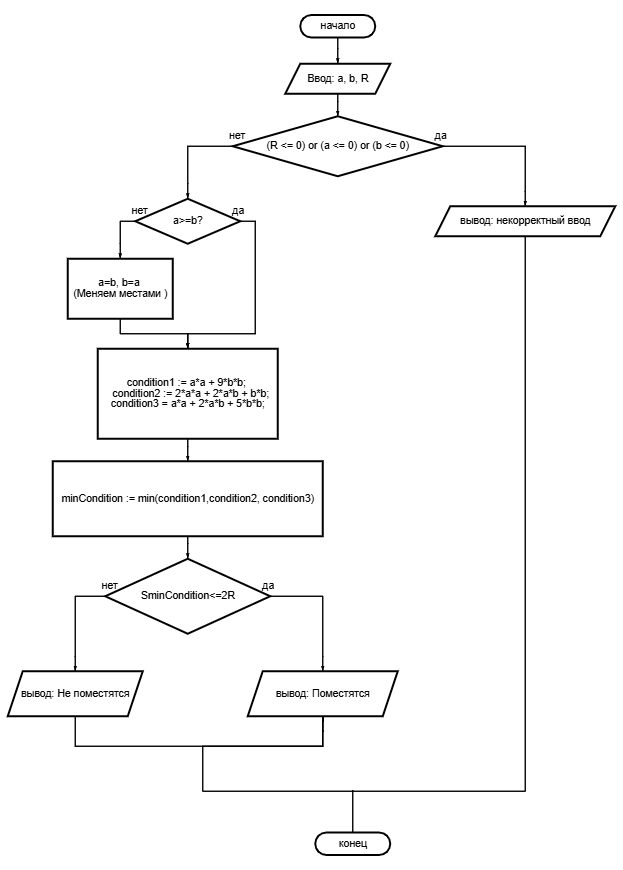 начало
Ввод: a, b, R
нет
да
(R <= 0) or (a <= 0) or (b <= 0)
нет
да
a>=b?
вывод: некорректный ввод
a=b, b=a
(Меняем местами )
condition1 := a*a + 9*b*b;
condition2 := 2*a*a + 2*a*b + b*b;
condition3 = a*a + 2*a*b + 5*b*b;
minCondition := min(condition1,condition2, condition3)
нет
да
SminCondition<=2R
вывод: Не поместятся
вывод: Поместятся
конец